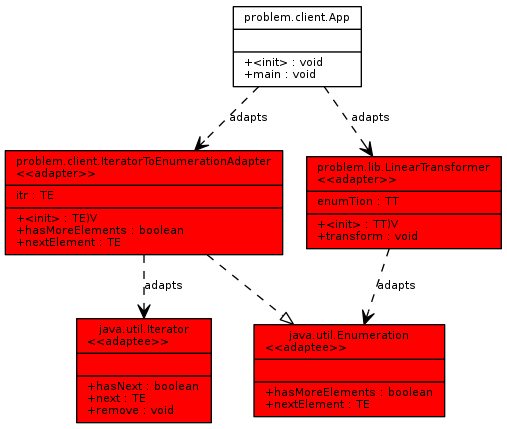 problem.client.App
+<init> : void
+main : void
adapts
adapts
problem.client.IteratorToEnumerationAdapter
<<adapter>>
itr : TE
+<init> : TE)V
+hasMoreElements : boolean
+nextElement : TE
problem.lib.LinearTransformer
<<adapter>>
enumTion : TT
+<init> : TT)V
+transform : void
adapts
adapts
java.util.Iterator
<<adaptee>>
+hasNext : boolean
+next : TE
+remove : void
java.util.Enumeration
<<adaptee>>
+hasMoreElements : boolean
+nextElement : TE